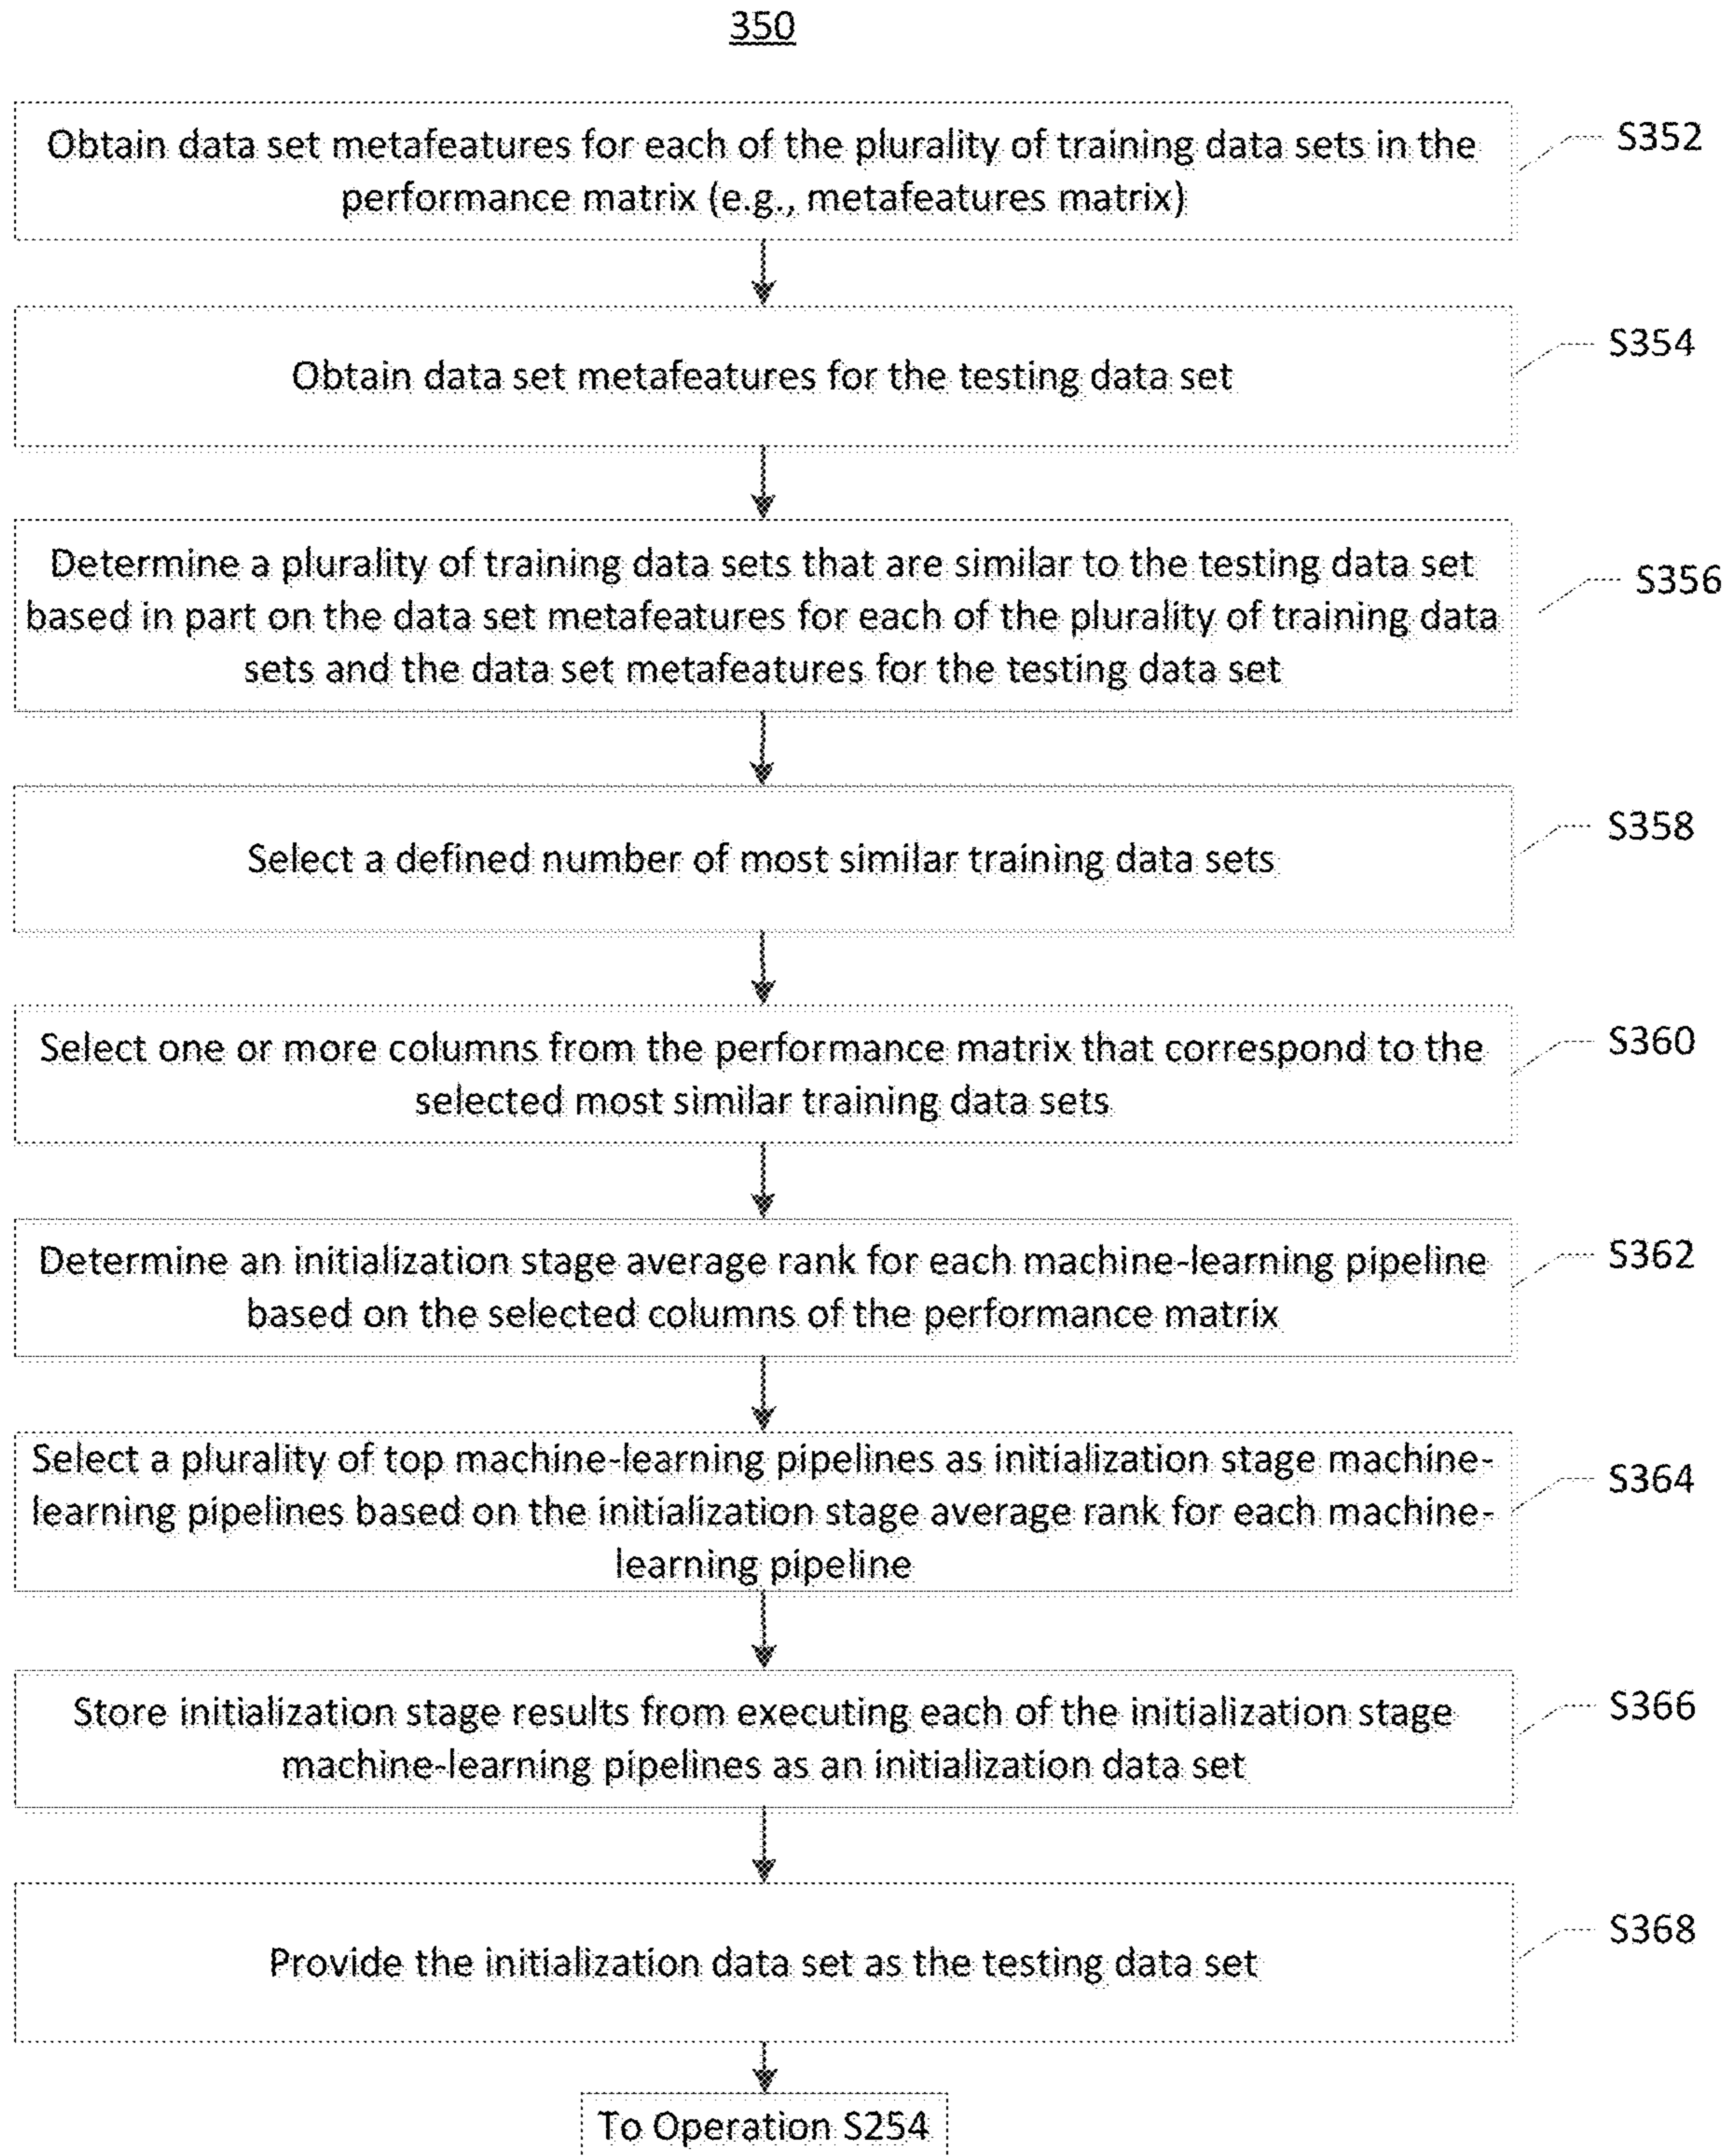 350
Obtain data set metafeatures for each of the plurality of training data sets in the
performance matrix (e.g., metafeatures matrix)
S352
Obtain data set metafeatures for the testing data set
S354
Determine a plurality of training data sets that are similar to the testing data set
based in part on the data set metafeatures for each of the plurality of training data
sets and the data set metafeatures for the testing data set
S356
Select a defined number of most similar training data sets
S358
Select one or more columns from the performance matrix that correspond to the
selected most similar training data sets
S360
Determine an initialization stage average rank for each machine-learning pipeline
based on the selected columns of the performance matrix
S362
Select a plurality of top machine-learning pipelines as initialization stage machine-
learning pipelines based on the initialization stage average rank for each machine-
learning pipeline
S364
Store initialization stage results from executing each of the initialization stage
machine-learning pipelines as an initialization data set
S366
Provide the initialization data set as the testing data set
S368
To Operation S254